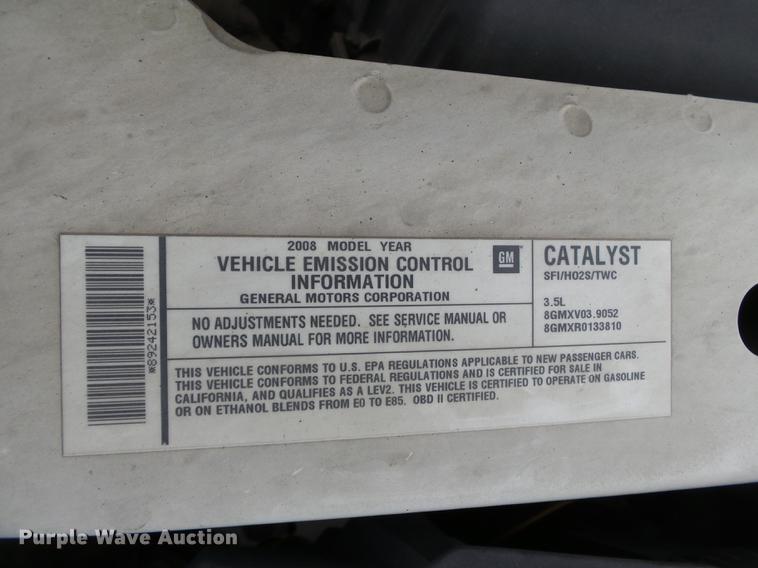 2008 MODEL YEAR
VEHICLE EMISSION CONTROL
INFORMATION
GENERAL MOTORS CORPORATION
GM
CATALYST
SFI/HO2S/TWC
3.5L
8GMXV03.9052
8GMXR0133810
NO ADJUSTMENTS NEEDED. SEE SERVICE MANUAL OR
OWNERS MANUAL FOR MORE INFORMATION.
THIS VEHICLE CONFORMS TO U.S. EPA REGULATIONS APPLICABLE TO NEW PASSENGER CARS.
THIS VEHICLE CONFORMS TO FEDERAL REGULATIONS AND IS CERTIFIED FOR SALE IN
CALIFORNIA, AND QUALIFIES AS A LEV2. THIS VEHICLE IS CERTIFIED TO OPERATE ON GASOLINE
OR ON ETHANOL BLENDS FROM E0 TO E85. OBD II CERTIFIED.
*89242153*
Purple Wave Auction